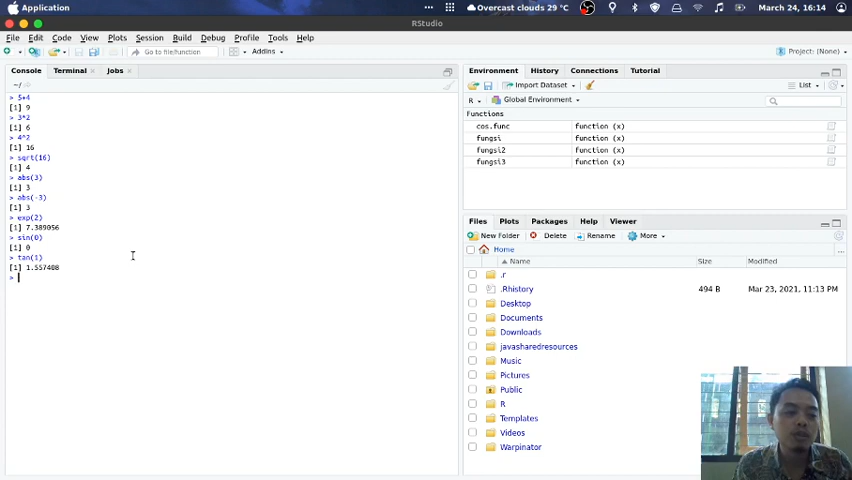 Application
Overcast clouds 29 °C
March 24, 16:14
RStudio
File Edit Code View Plots Session Build Debug Profile Tools Help
Go to file/function
Addins
Project: (None)
Console Terminal Jobs
~/
> 5+4
[1] 9
> 3*2
[1] 6
> 4^2
[1] 16
> sqrt(16)
[1] 4
> abs(3)
[1] 3
> abs(-3)
[1] 3
> exp(2)
[1] 7.389056
> sin(0)
[1] 0
> tan(1)
[1] 1.557408
>
Environment History Connections Tutorial
Import Dataset
List
R
Global Environment
Functions
cos.func function (x)
fungsi function (x)
fungsi2 function (x)
fungsi3 function (x)
Files Plots Packages Help Viewer
New Folder Delete Rename More
Home
...
Name Size Modified
.r
.Rhistory 494 B Mar 23, 2021, 11:13 PM
Desktop
Documents
Downloads
javasharedresources
Music
Pictures
Public
R
Templates
Videos
Warpinator